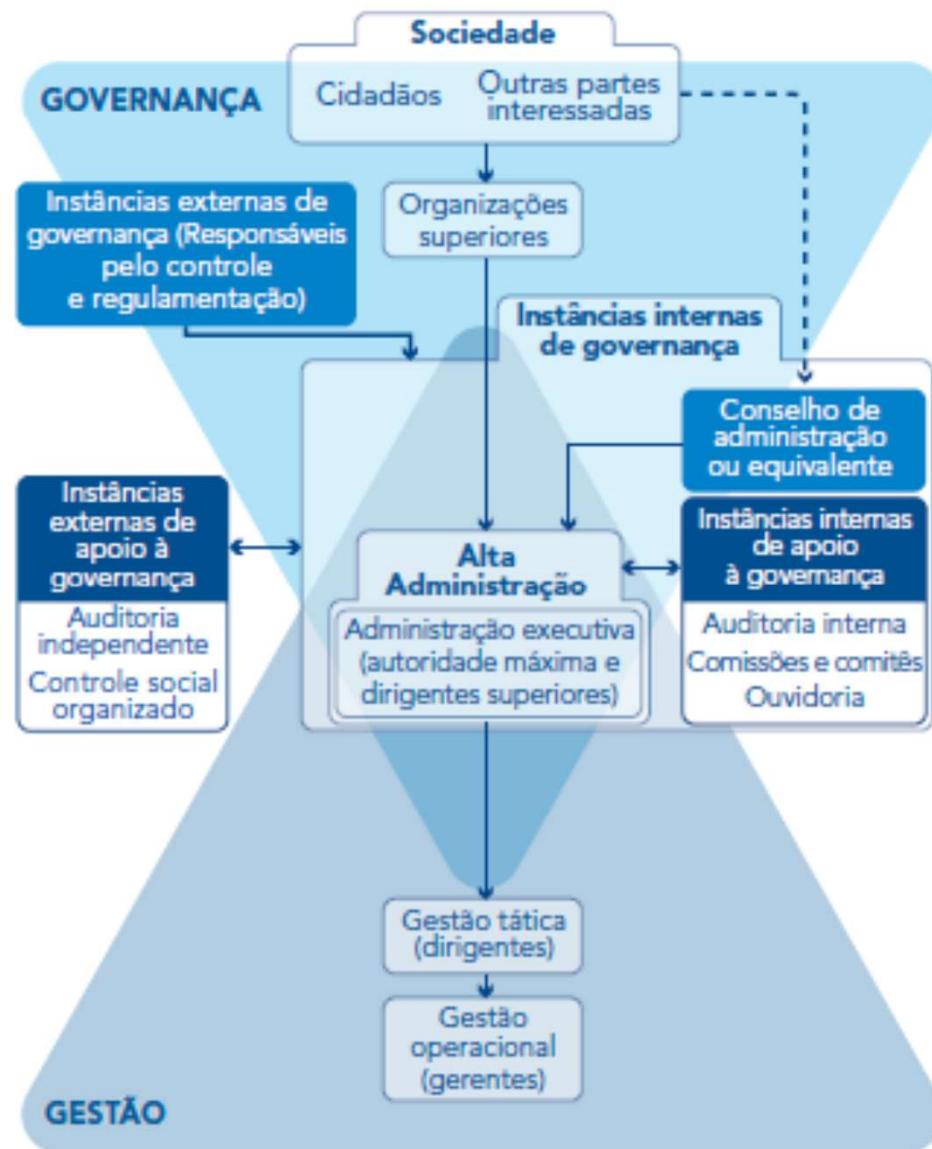 Sociedade
GOVERNANÇA
Cidadãos
Outras partes
interessadas
Instâncias externas de
governança (Responsáveis
pelo controle
e regulamentação)
Organizações
superiores
Instâncias internas
de governança
Conselho de
administração
ou equivalente
Instâncias
externas de
apoio à
governança
Auditoria
independente
Controle social
organizado
Alta
Administração
Administração executiva
(autoridade máxima e
dirigentes superiores)
Instâncias internas
de apoio
à governança
Auditoria interna
Comissões e comitês
Ouvidoria
Gestão tática
(dirigentes)
Gestão
operacional
(gerentes)
GESTÃO